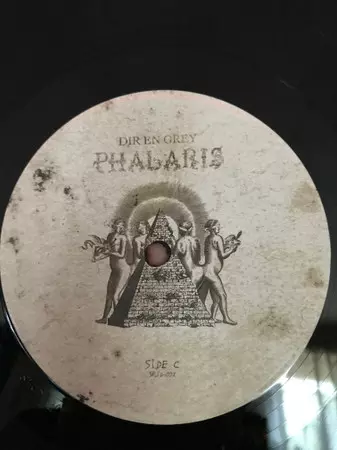 DIR EN GREY
PHALARIS
SIDE C